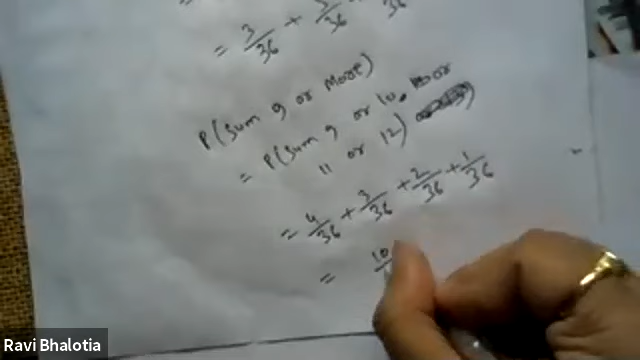 = 3/36 + 3/36
P(sum 9 or more)
= P(sum 9 or 10 or
11 or 12)
= 4/36 + 3/36 + 2/36 + 1/36
= 10
Ravi Bhalotia